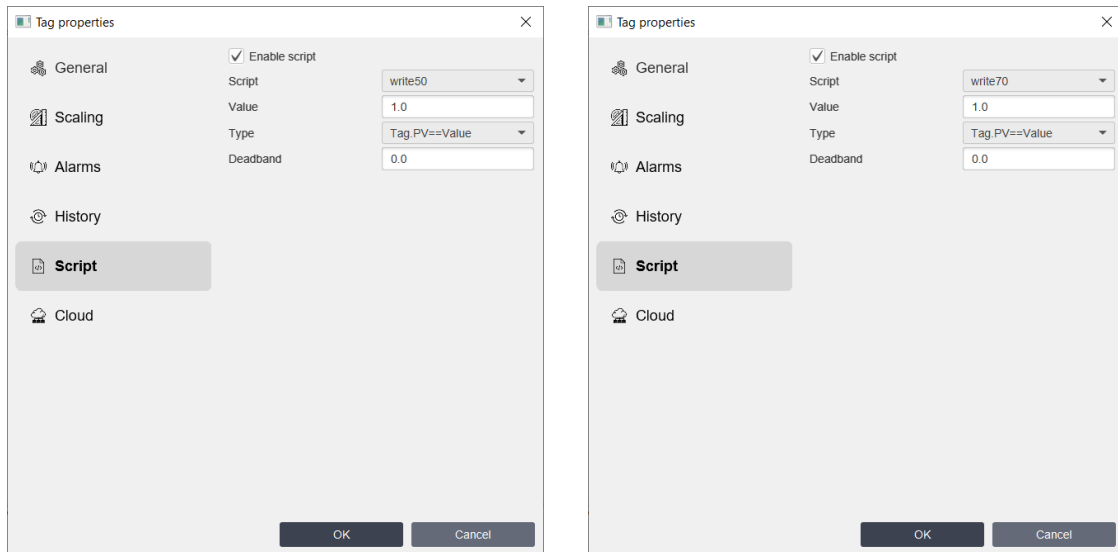 Tag properties
General
Scaling
Alarms
History
Script
Cloud
Enable script
Script write50
Value 1.0
Type Tag.PV==Value
Deadband 0.0
OK Cancel
Tag properties
General
Scaling
Alarms
History
Script
Cloud
Enable script
Script write70
Value 1.0
Type Tag.PV==Value
Deadband 0.0
OK Cancel